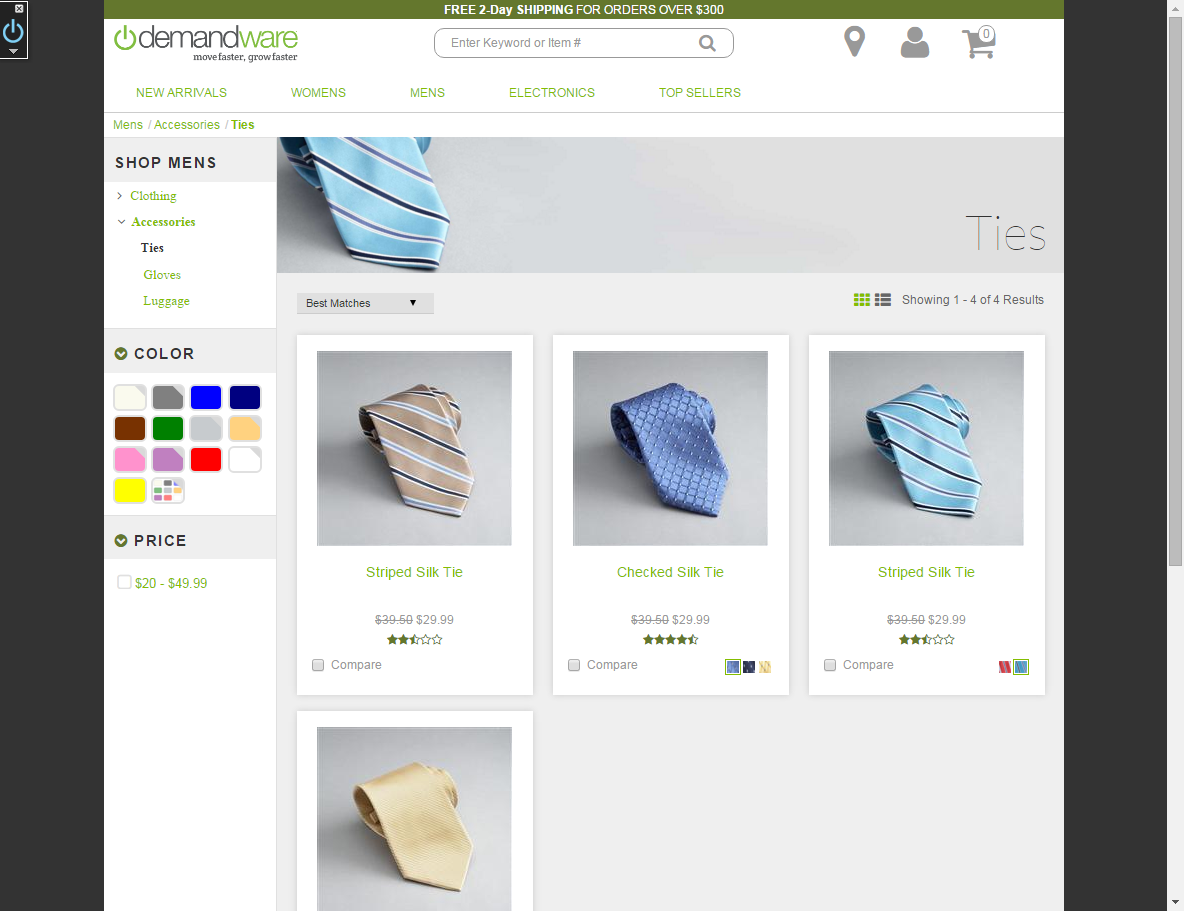 FREE 2-Day SHIPPING FOR ORDERS OVER $300
demandware
move faster, grow faster
Enter Keyword or Item #
0
NEW ARRIVALS WOMENS MENS ELECTRONICS TOP SELLERS
Mens / Accessories / Ties
SHOP MENS
Clothing
Accessories
Ties
Gloves
Luggage
COLOR
PRICE
$20 - $49.99
Ties
Best Matches
Showing 1 - 4 of 4 Results
Striped Silk Tie
$39.50 $29.99
Compare
Checked Silk Tie
$39.50 $29.99
Compare
Striped Silk Tie
$39.50 $29.99
Compare